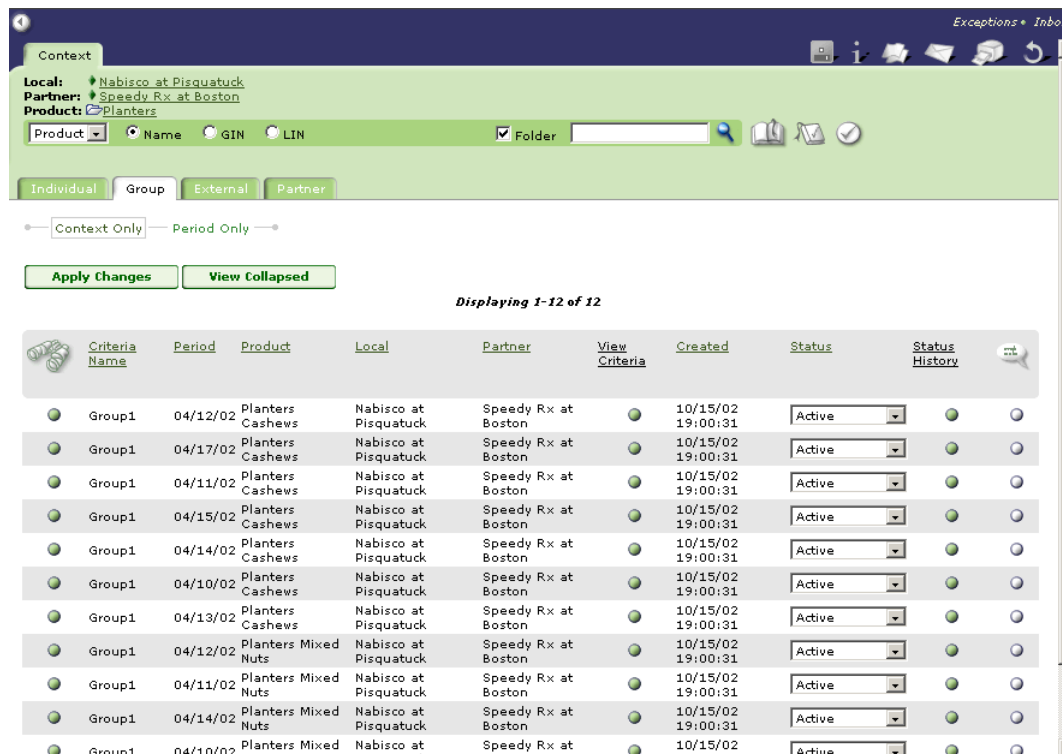 Exceptions • Inbo
Context
Local: Nabisco at Pisquatuck
Partner: Speedy Rx at Boston
Product: Planters
Product Name GIN LIN Folder
Individual Group External Partner
Context Only Period Only
Apply Changes View Collapsed
Displaying 1-12 of 12
Criteria Name Period Product Local Partner View Criteria Created Status Status History
Group1 04/12/02 Planters Cashews Nabisco at Pisquatuck Speedy Rx at Boston 10/15/02 19:00:31 Active
Group1 04/17/02 Planters Cashews Nabisco at Pisquatuck Speedy Rx at Boston 10/15/02 19:00:31 Active
Group1 04/11/02 Planters Cashews Nabisco at Pisquatuck Speedy Rx at Boston 10/15/02 19:00:31 Active
Group1 04/15/02 Planters Cashews Nabisco at Pisquatuck Speedy Rx at Boston 10/15/02 19:00:31 Active
Group1 04/14/02 Planters Cashews Nabisco at Pisquatuck Speedy Rx at Boston 10/15/02 19:00:31 Active
Group1 04/10/02 Planters Cashews Nabisco at Pisquatuck Speedy Rx at Boston 10/15/02 19:00:31 Active
Group1 04/13/02 Planters Cashews Nabisco at Pisquatuck Speedy Rx at Boston 10/15/02 19:00:31 Active
Group1 04/12/02 Planters Mixed Nuts Nabisco at Pisquatuck Speedy Rx at Boston 10/15/02 19:00:31 Active
Group1 04/11/02 Planters Mixed Nuts Nabisco at Pisquatuck Speedy Rx at Boston 10/15/02 19:00:31 Active
Group1 04/14/02 Planters Mixed Nuts Nabisco at Pisquatuck Speedy Rx at Boston 10/15/02 19:00:31 Active
Group1 04/10/02 Planters Mixed Nabisco at Speedy Rx at 10/15/02 Active